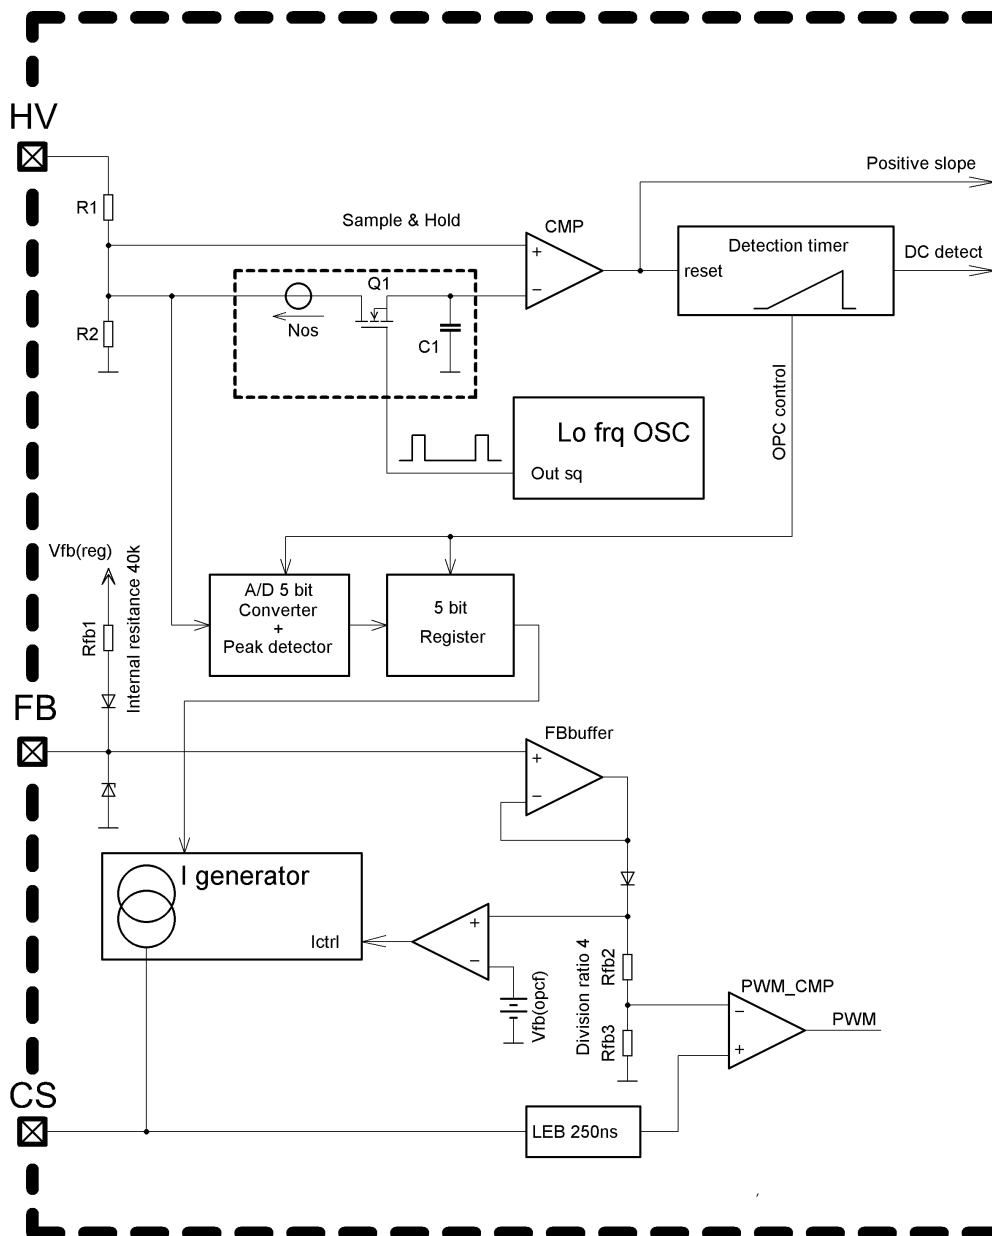 HV
Positive slope
R1
Sample & Hold
CMP
Detection timer
DC detect
+
reset
Q1
−
Nos
R2
C1
OPC control
Lo frq OSC
Out sq
Vfb(reg)
Internal resitance 40k
Rfb1
A/D 5 bit
Converter
+
Peak detector
5 bit
Register
FB
FBbuffer
+
−
I generator
Ictrl
+
−
Vfb(opcf)
Division ratio 4
Rfb2
Rfb3
PWM_CMP
−
+
PWM
CS
LEB 250ns